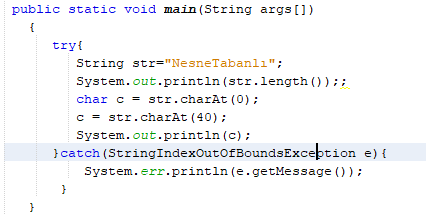 public static void main(String args[])
{
try{
String str="NesneTabanlı";
System.out.println(str.length());;
char c = str.charAt(0);
c = str.charAt(40);
System.out.println(c);
}catch(StringIndexOutOfBoundsException e){
System.err.println(e.getMessage());
}
}